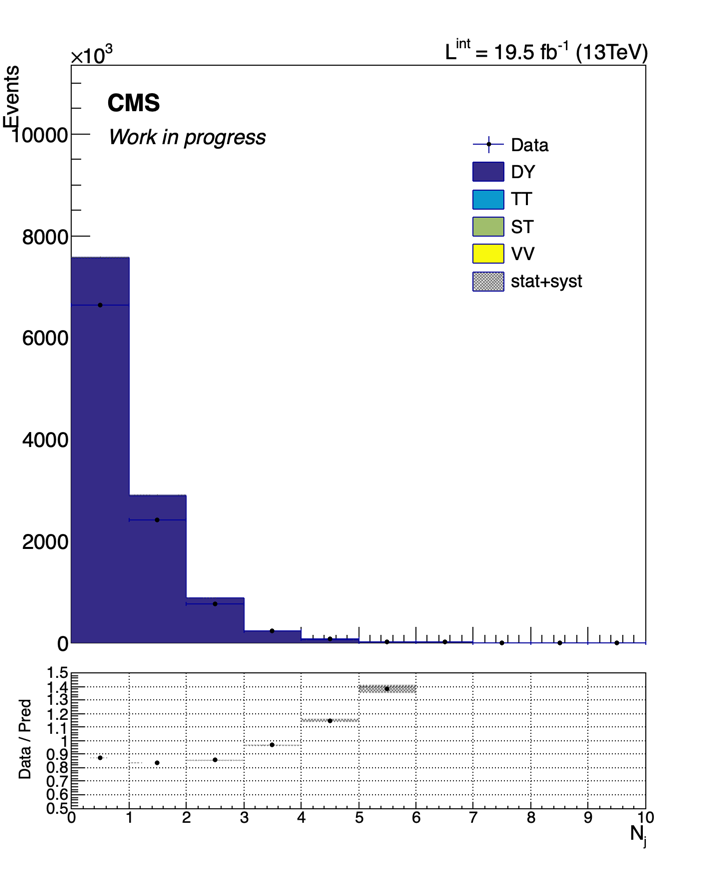 ×10³
L^int = 19.5 fb⁻¹ (13TeV)
Events
CMS
Work in progress
10000
8000
6000
4000
2000
0
Data
DY
TT
ST
VV
stat+syst
Data / Pred
1.5
1.4
1.3
1.2
1.1
1
0.9
0.8
0.7
0.6
0.5
0 1 2 3 4 5 6 7 8 9 10
N_j